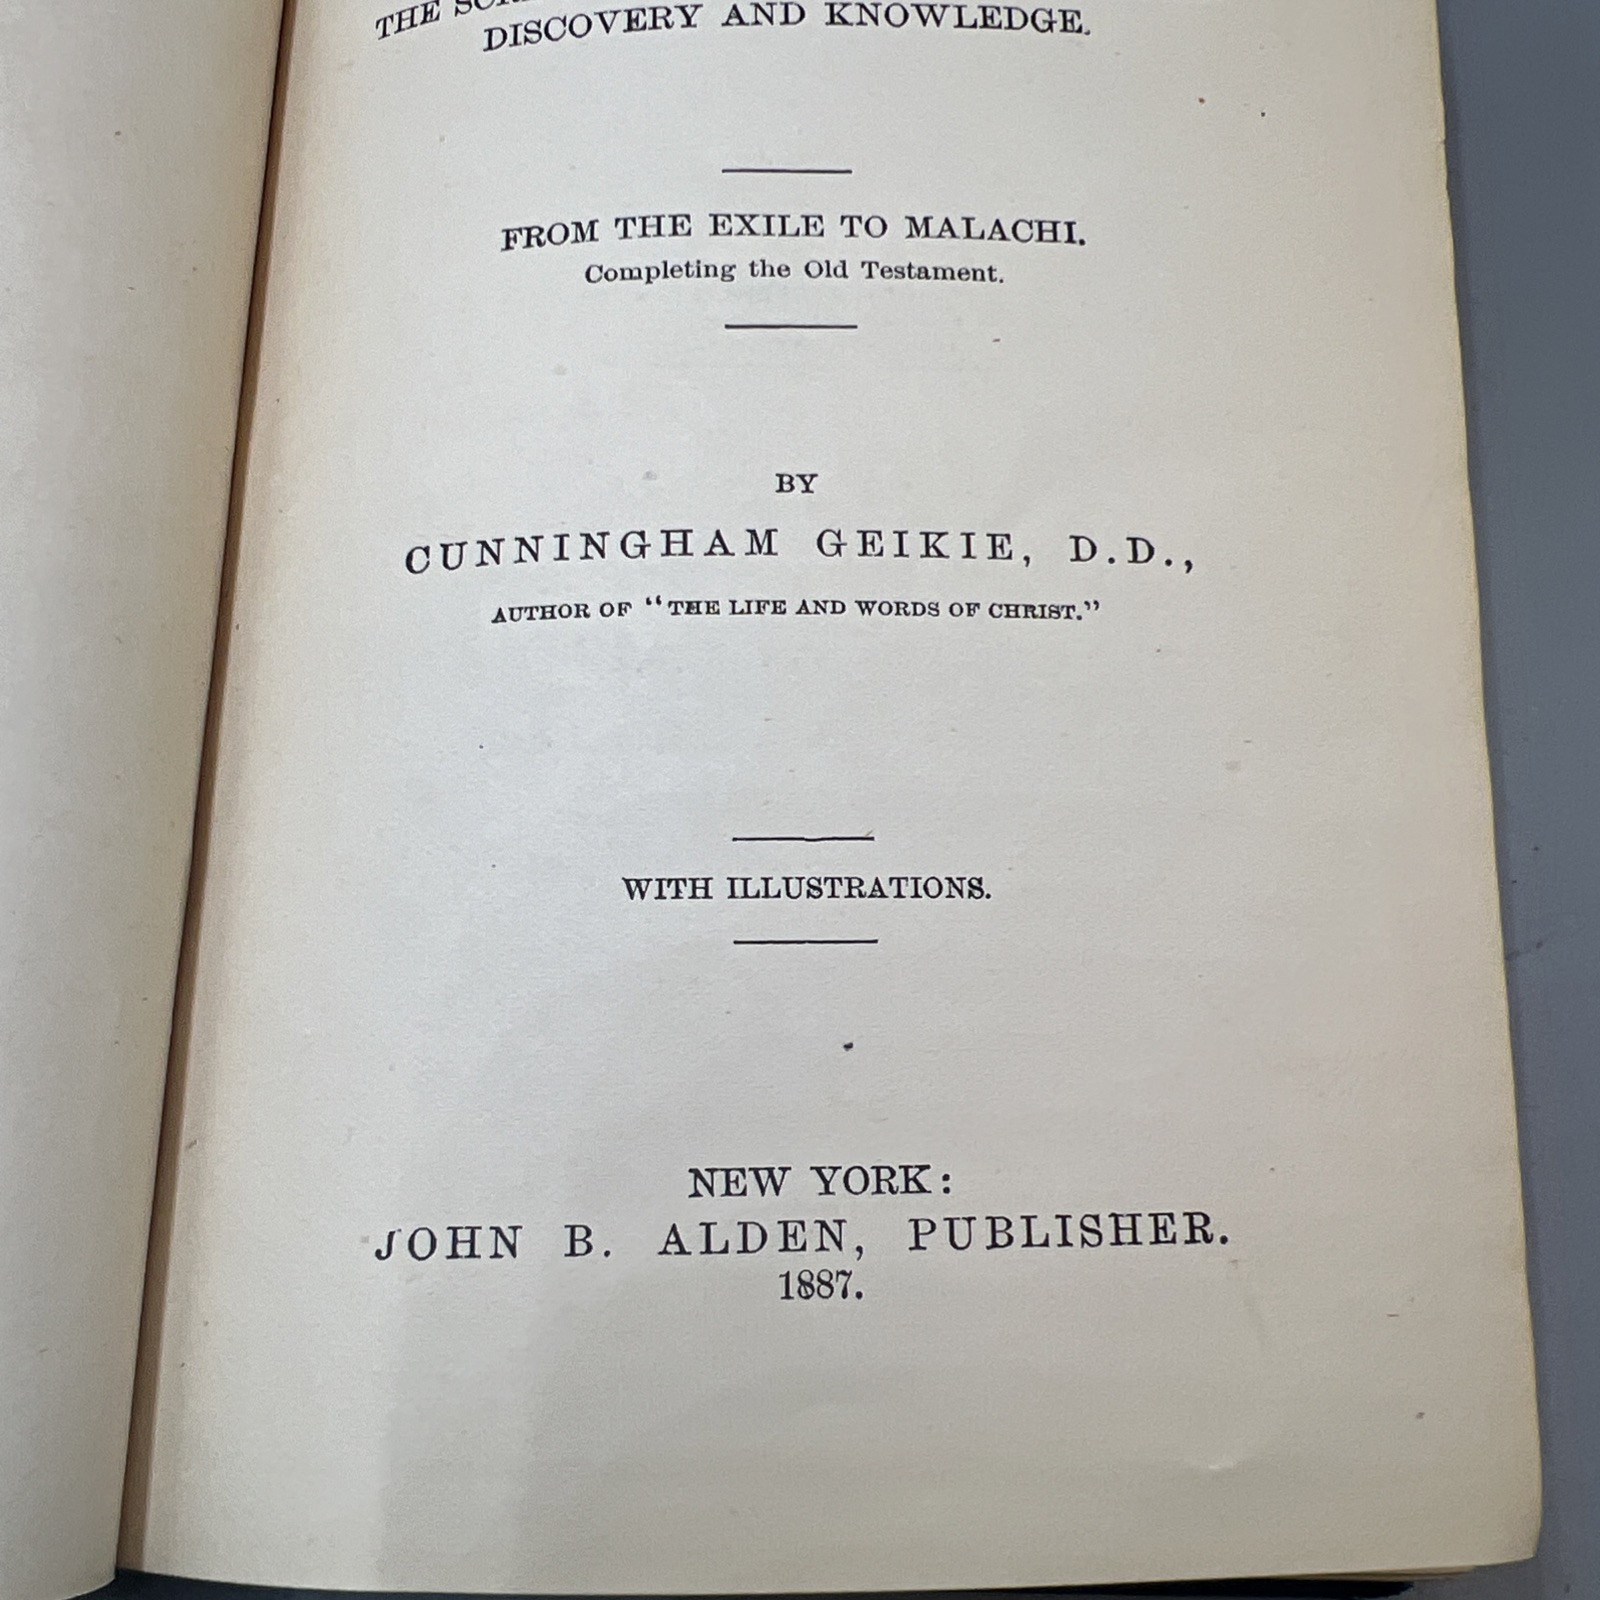 THE
DISCOVERY AND KNOWLEDGE.
FROM THE EXILE TO MALACHI.
Completing the Old Testament.
BY
CUNNINGHAM GEIKIE, D.D.,
AUTHOR OF "THE LIFE AND WORDS OF CHRIST."
WITH ILLUSTRATIONS.
NEW YORK:
JOHN B. ALDEN, PUBLISHER.
1887.